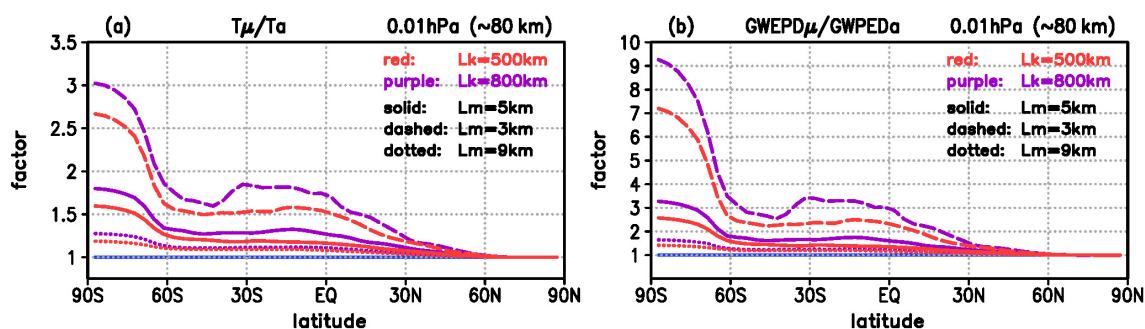 (a) Tμ/Ta 0.01hPa (~80 km)
3.5
3
2.5
2
1.5
1
factor
red: Lk=500km
purple: Lk=800km
solid: Lm=5km
dashed: Lm=3km
dotted: Lm=9km
90S 60S 30S EQ 30N 60N 90N
latitude
(b) GWEPDμ/GWPEDa 0.01hPa (~80 km)
10
9
8
7
6
5
4
3
2
1
factor
red: Lk=500km
purple: Lk=800km
solid: Lm=5km
dashed: Lm=3km
dotted: Lm=9km
90S 60S 30S EQ 30N 60N 90N
latitude